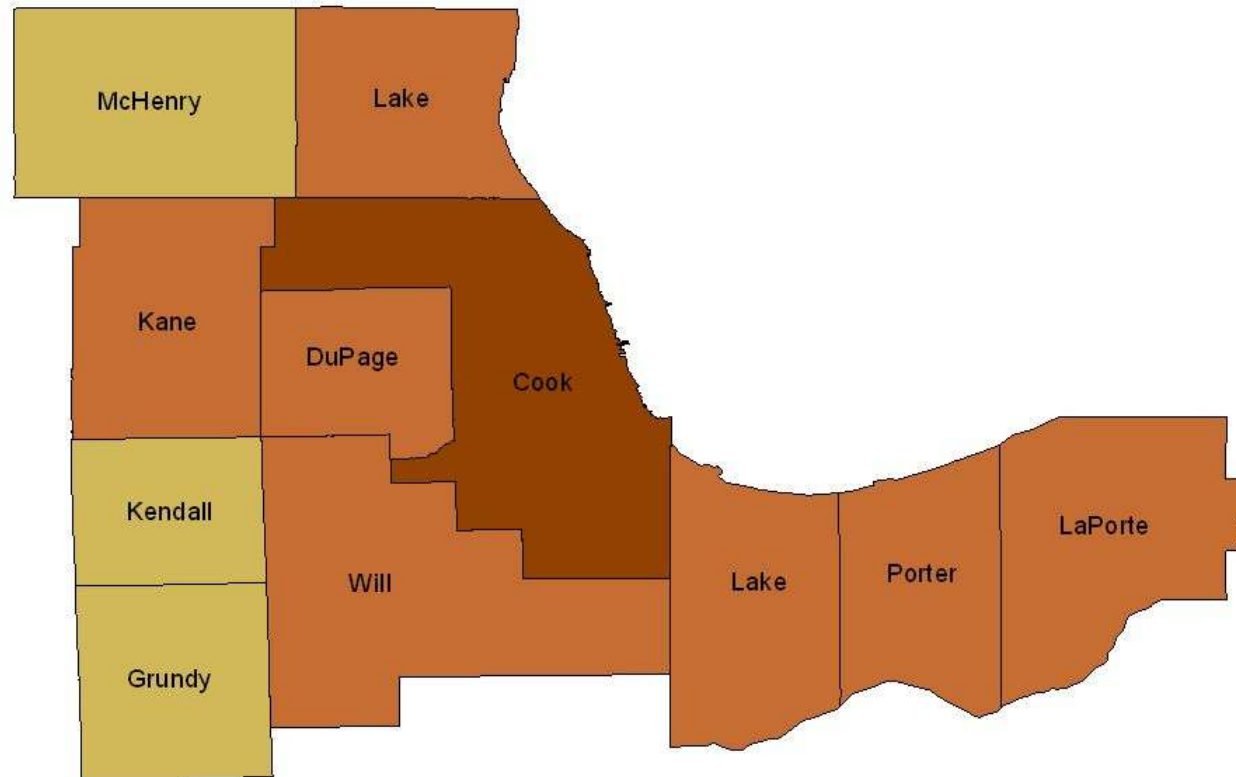 McHenry
Lake
Kane
DuPage
Cook
Kendall
Will
Lake
Porter
LaPorte
Grundy